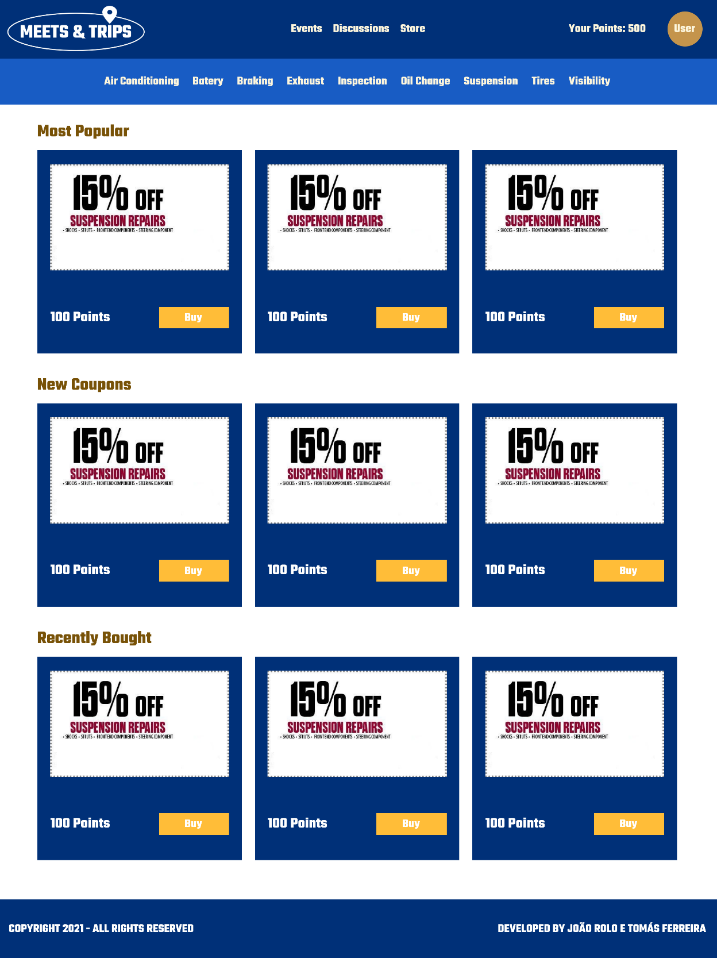 MEETS & TRIPS
Events Discussions Store
Your Points: 500
User
Air Conditioning Batery Braking Exhaust Inspection Oil Change Suspension Tires Visibility
Most Popular
15% OFF 15% OFF 15% OFF
SUSPENSION REPAIRS SUSPENSION REPAIRS SUSPENSION REPAIRS
• SHOCKS • STRUTS • FRONT END COMPONENTS • STEERING COMPONENT • SHOCKS • STRUTS • FRONT END COMPONENTS • STEERING COMPONENT • SHOCKS • STRUTS • FRONT END COMPONENTS • STEERING COMPONENT
100 Points Buy 100 Points Buy 100 Points Buy
New Coupons
15% OFF 15% OFF 15% OFF
SUSPENSION REPAIRS SUSPENSION REPAIRS SUSPENSION REPAIRS
• SHOCKS • STRUTS • FRONT END COMPONENTS • STEERING COMPONENT • SHOCKS • STRUTS • FRONT END COMPONENTS • STEERING COMPONENT • SHOCKS • STRUTS • FRONT END COMPONENTS • STEERING COMPONENT
100 Points Buy 100 Points Buy 100 Points Buy
Recently Bought
15% OFF 15% OFF 15% OFF
SUSPENSION REPAIRS SUSPENSION REPAIRS SUSPENSION REPAIRS
• SHOCKS • STRUTS • FRONT END COMPONENTS • STEERING COMPONENT • SHOCKS • STRUTS • FRONT END COMPONENTS • STEERING COMPONENT • SHOCKS • STRUTS • FRONT END COMPONENTS • STEERING COMPONENT
100 Points Buy 100 Points Buy 100 Points Buy
COPYRIGHT 2021 - ALL RIGHTS RESERVED DEVELOPED BY JOÃO ROLO E TOMÁS FERREIRA